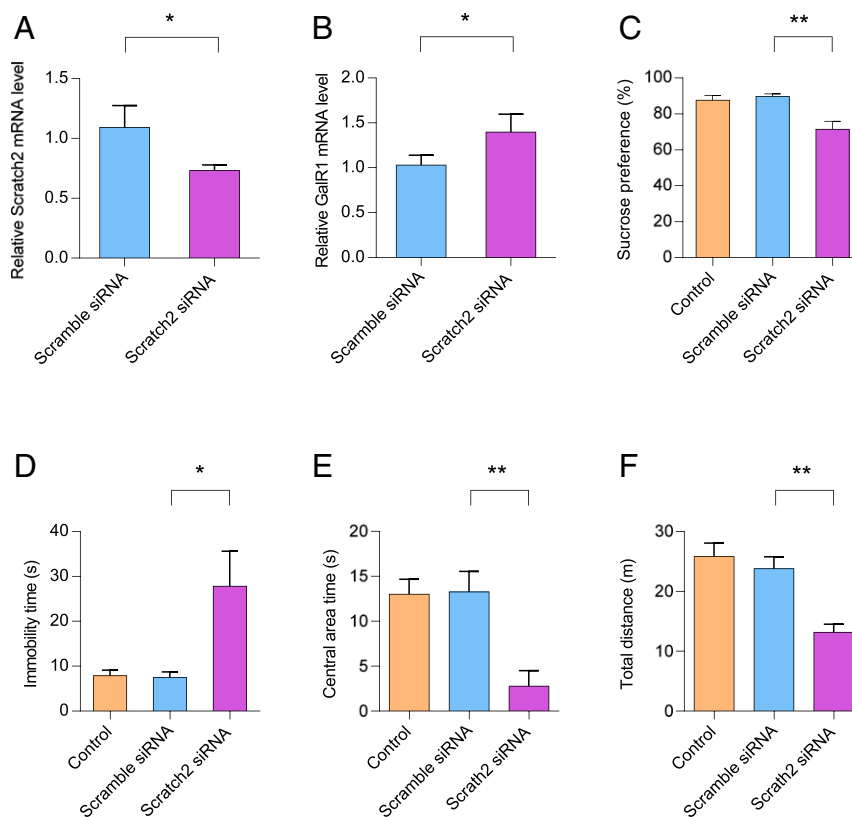 A
*
Relative Scratch2 mRNA level
1.5
1.0
0.5
0.0
Scramble siRNA
Scratch2 siRNA
B
*
Relative GalR1 mRNA level
2.0
1.5
1.0
0.5
0.0
Scarmble siRNA
Scratch2 siRNA
C
**
Sucrose preference (%)
100
80
60
40
20
0
Control
Scramble siRNA
Scratch2 siRNA
D
*
Immobility time (s)
40
30
20
10
0
Control
Scramble siRNA
Scratch2 siRNA
E
**
Central area time (s)
20
15
10
5
0
Control
Scramble siRNA
Scrath2 siRNA
F
**
Total distance (m)
30
20
10
0
Control
Scramble siRNA
Scrath2 siRNA